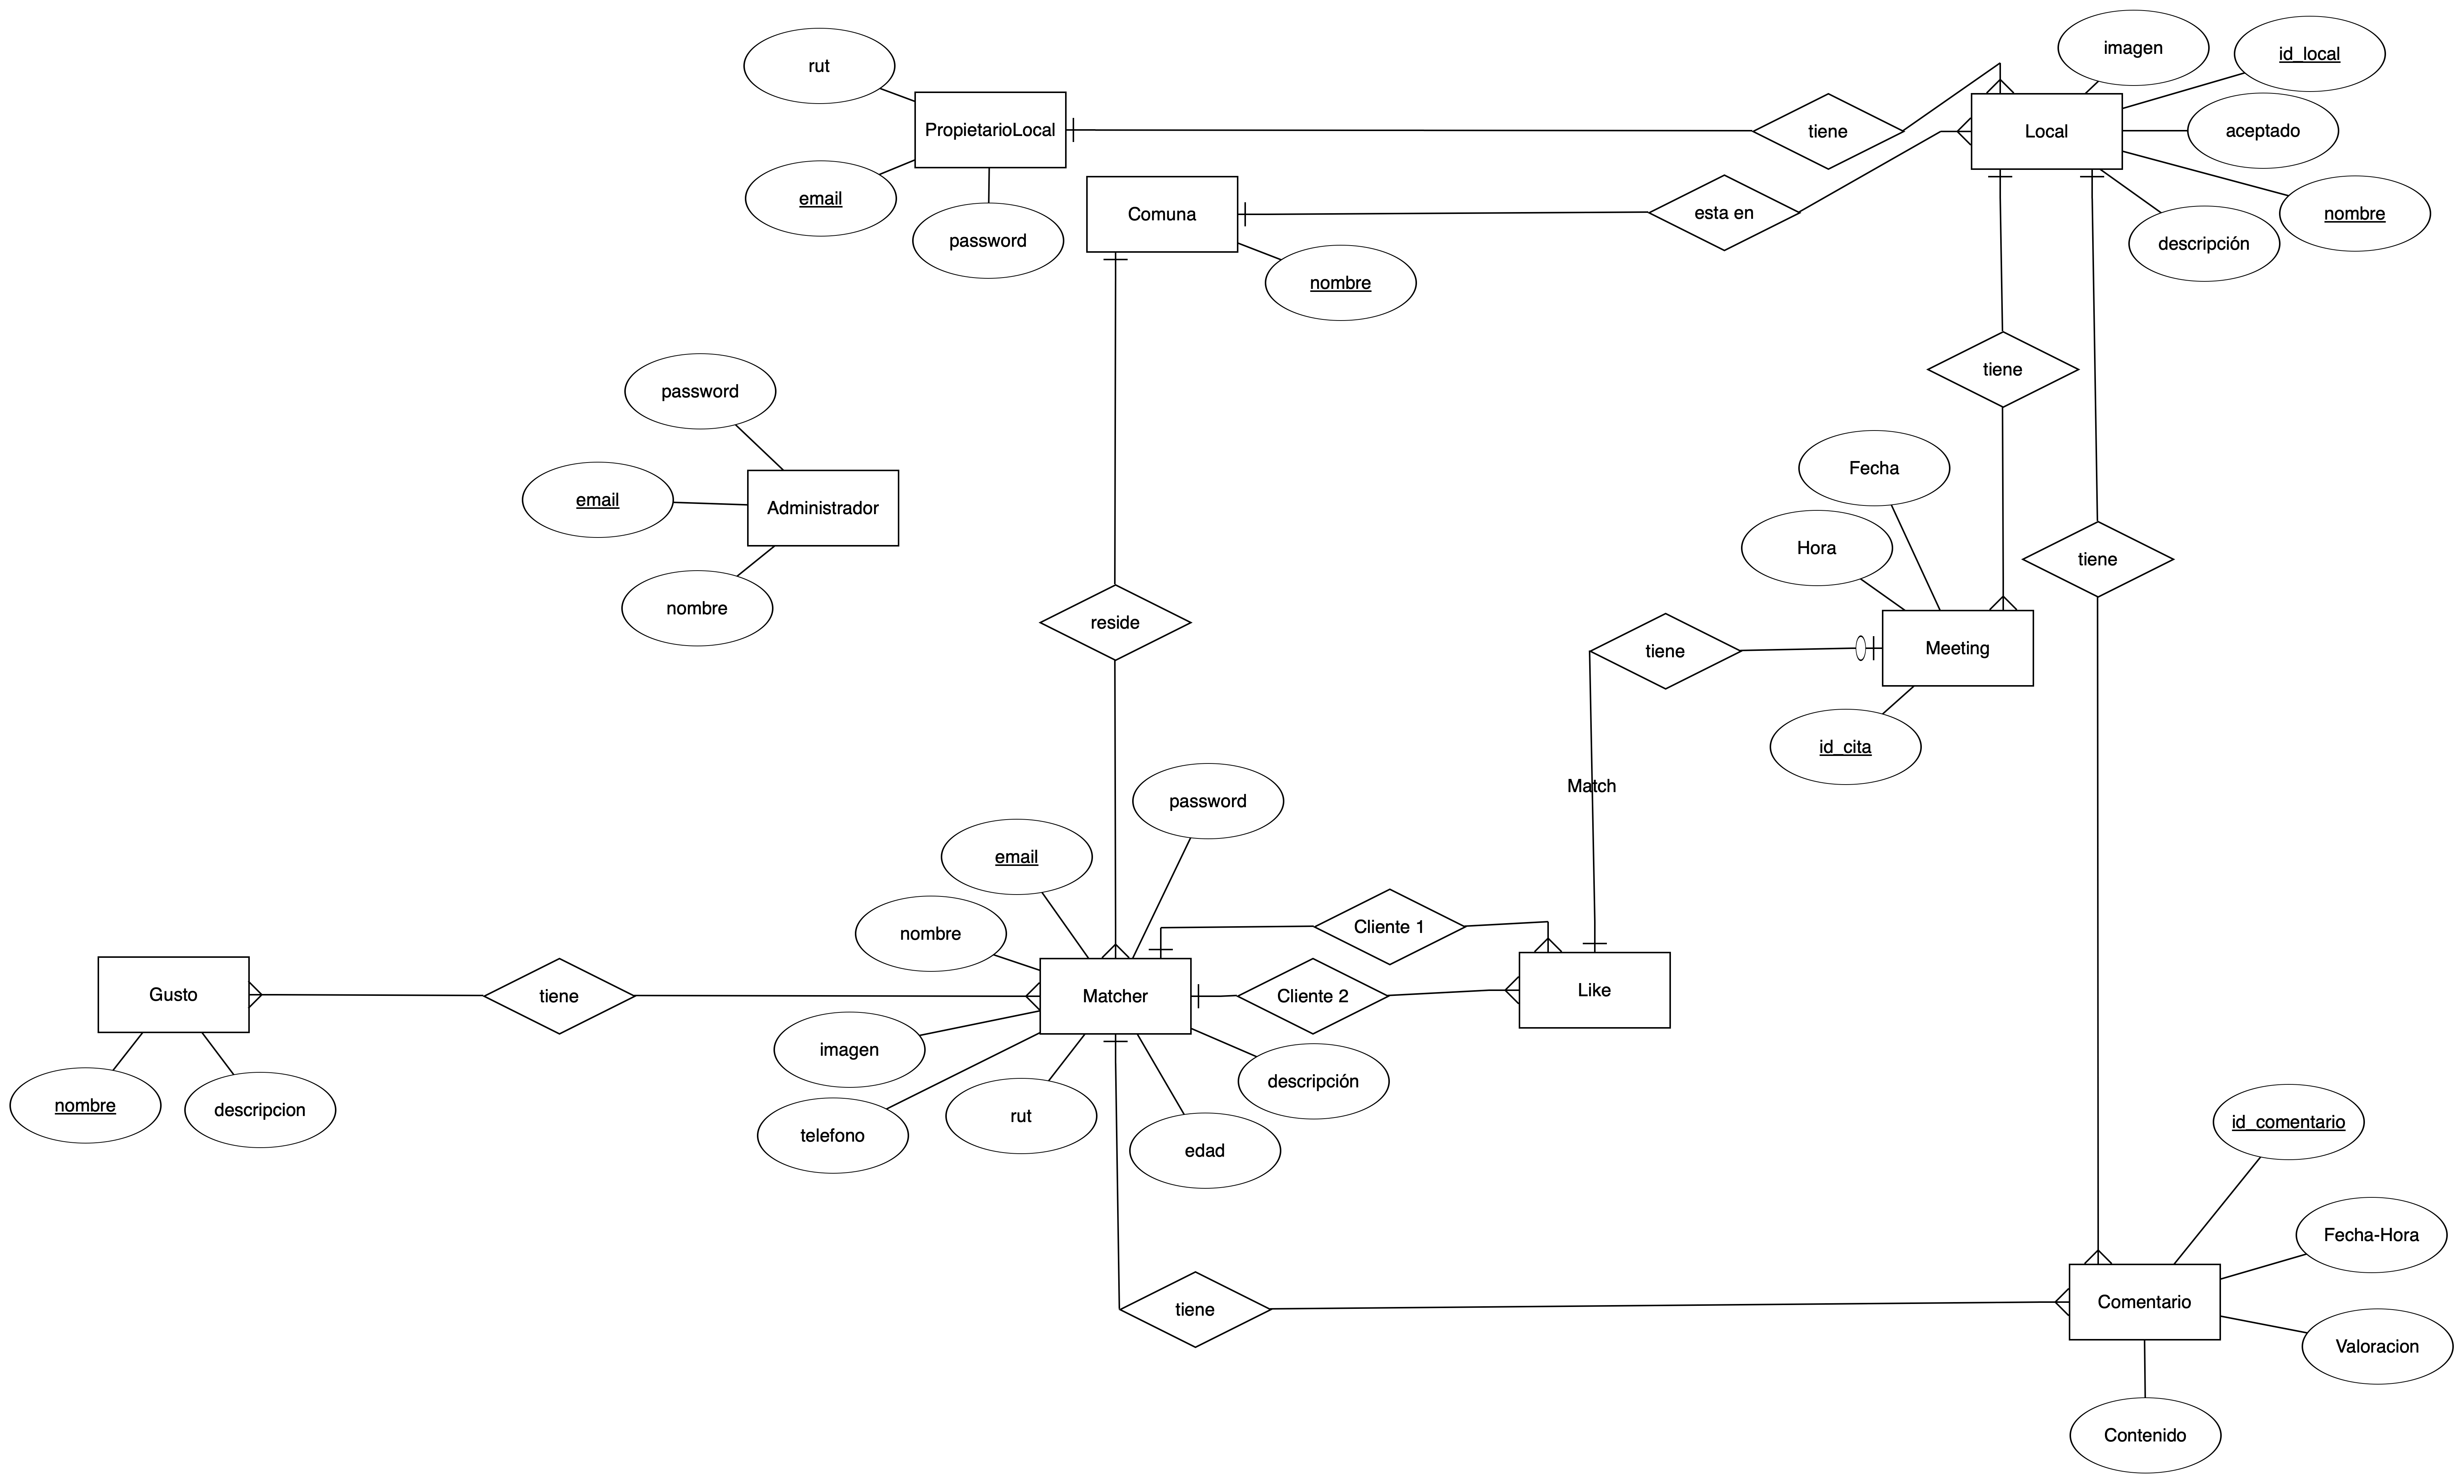 imagen
id_local
rut
PropietarioLocal
tiene
Local
aceptado
email
password
Comuna
esta en
nombre
descripción
nombre
password
tiene
email
Administrador
Fecha
Hora
tiene
nombre
reside
tiene
Meeting
id_cita
Match
password
email
nombre
Cliente 1
Gusto
tiene
Matcher
Cliente 2
Like
imagen
descripción
nombre
descripcion
telefono
rut
edad
id_comentario
Fecha-Hora
tiene
Comentario
Valoracion
Contenido